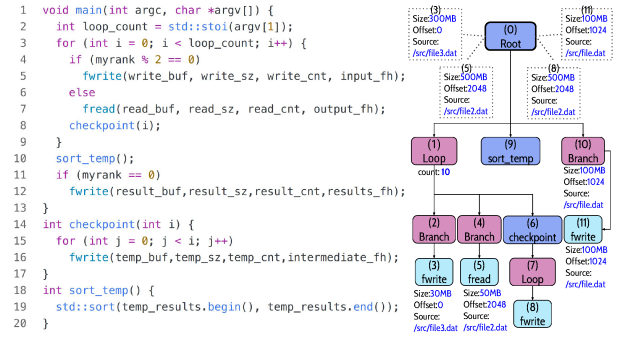 1 void main(int argc, char *argv[]) {
2 int loop_count = std::stoi(argv[1]);
3 for (int i = 0; i < loop_count; i++) {
4 if (myrank % 2 == 0)
5 fwrite(write_buf, write_sz, write_cnt, input_fh);
6 else
7 fread(read_buf, read_sz, read_cnt, output_fh);
8 checkpoint(i);
9 }
10 sort_temp();
11 if (myrank == 0)
12 fwrite(result_buf,result_sz,result_cnt,results_fh);
13 }
14 int checkpoint(int i) {
15 for (int j = 0; j < i; j++)
16 fwrite(temp_buf,temp_sz,temp_cnt,intermediate_fh);
17 }
18 int sort_temp() {
19 std::sort(temp_results.begin(), temp_results.end());
20 }
(3)
Size:300MB
Offset:0
Source:
/src/file3.dat
(0)
Root
(11)
Size:100MB
Offset:1024
Source:
/src/file.dat
(5)
Size:500MB
Offset:2048
Source:
/src/file2.dat
(8)
Size:500MB
Offset:2048
Source:
/src/file2.dat
(1)
Loop
count: 10
(9)
sort_temp
(10)
Branch
Size:100MB
Offset:1024
Source:
/src/file.dat
(2)
Branch
(4)
Branch
(6)
checkpoint
(11)
fwrite
Size:100MB
Offset:1024
Source:
/src/file.dat
(3)
fwrite
Size:30MB
Offset:0
Source:
/src/file3.dat
(5)
fread
Size:50MB
Offset:2048
Source:
/src/file2.dat
(7)
Loop
(8)
fwrite